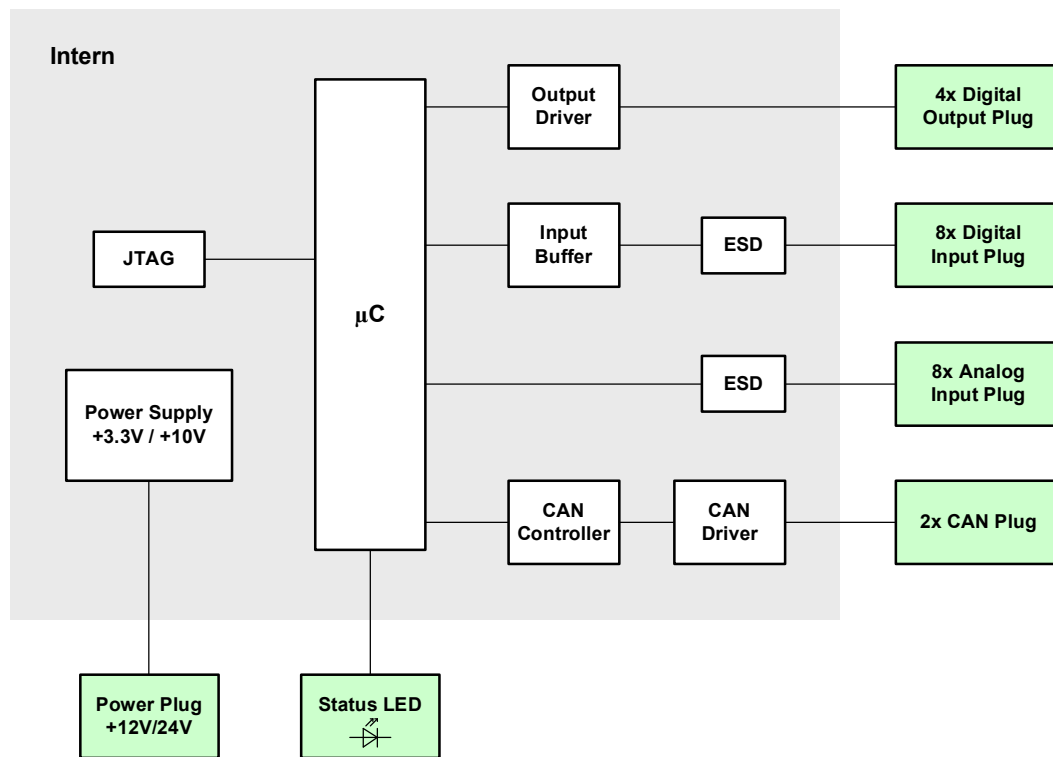 Intern
Output
Driver
4x Digital
Output Plug
JTAG
µC
Input
Buffer
ESD
8x Digital
Input Plug
Power Supply
+3.3V / +10V
ESD
8x Analog
Input Plug
CAN
Controller
CAN
Driver
2x CAN Plug
Power Plug
+12V/24V
Status LED